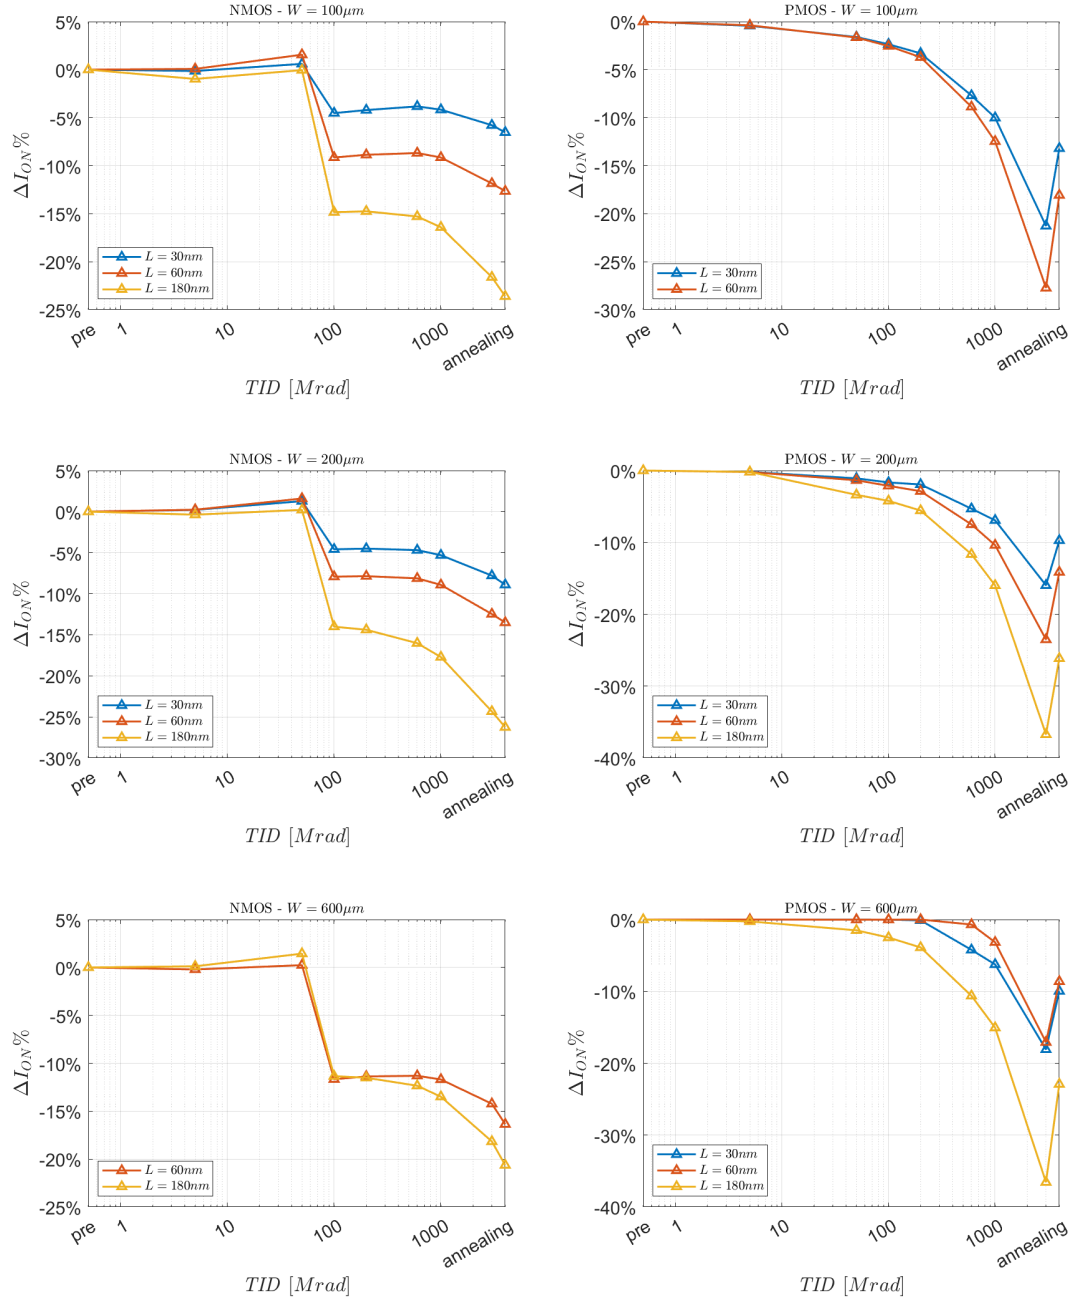 NMOS - W = 100μm
5%
0%
-5%
-10%
-15%
-20%
-25%
ΔI_ON%
L = 30nm
L = 60nm
L = 180nm
pre 1 10 100 1000 annealing
TID [Mrad]
PMOS - W = 100μm
0%
-5%
-10%
-15%
-20%
-25%
-30%
ΔI_ON%
L = 30nm
L = 60nm
pre 1 10 100 1000 annealing
TID [Mrad]
NMOS - W = 200μm
5%
0%
-5%
-10%
-15%
-20%
-25%
-30%
ΔI_ON%
L = 30nm
L = 60nm
L = 180nm
pre 1 10 100 1000 annealing
TID [Mrad]
PMOS - W = 200μm
0%
-10%
-20%
-30%
-40%
ΔI_ON%
L = 30nm
L = 60nm
L = 180nm
pre 1 10 100 1000 annealing
TID [Mrad]
NMOS - W = 600μm
5%
0%
-5%
-10%
-15%
-20%
-25%
ΔI_ON%
L = 60nm
L = 180nm
pre 1 10 100 1000 annealing
TID [Mrad]
PMOS - W = 600μm
0%
-10%
-20%
-30%
-40%
ΔI_ON%
L = 30nm
L = 60nm
L = 180nm
pre 1 10 100 1000 annealing
TID [Mrad]